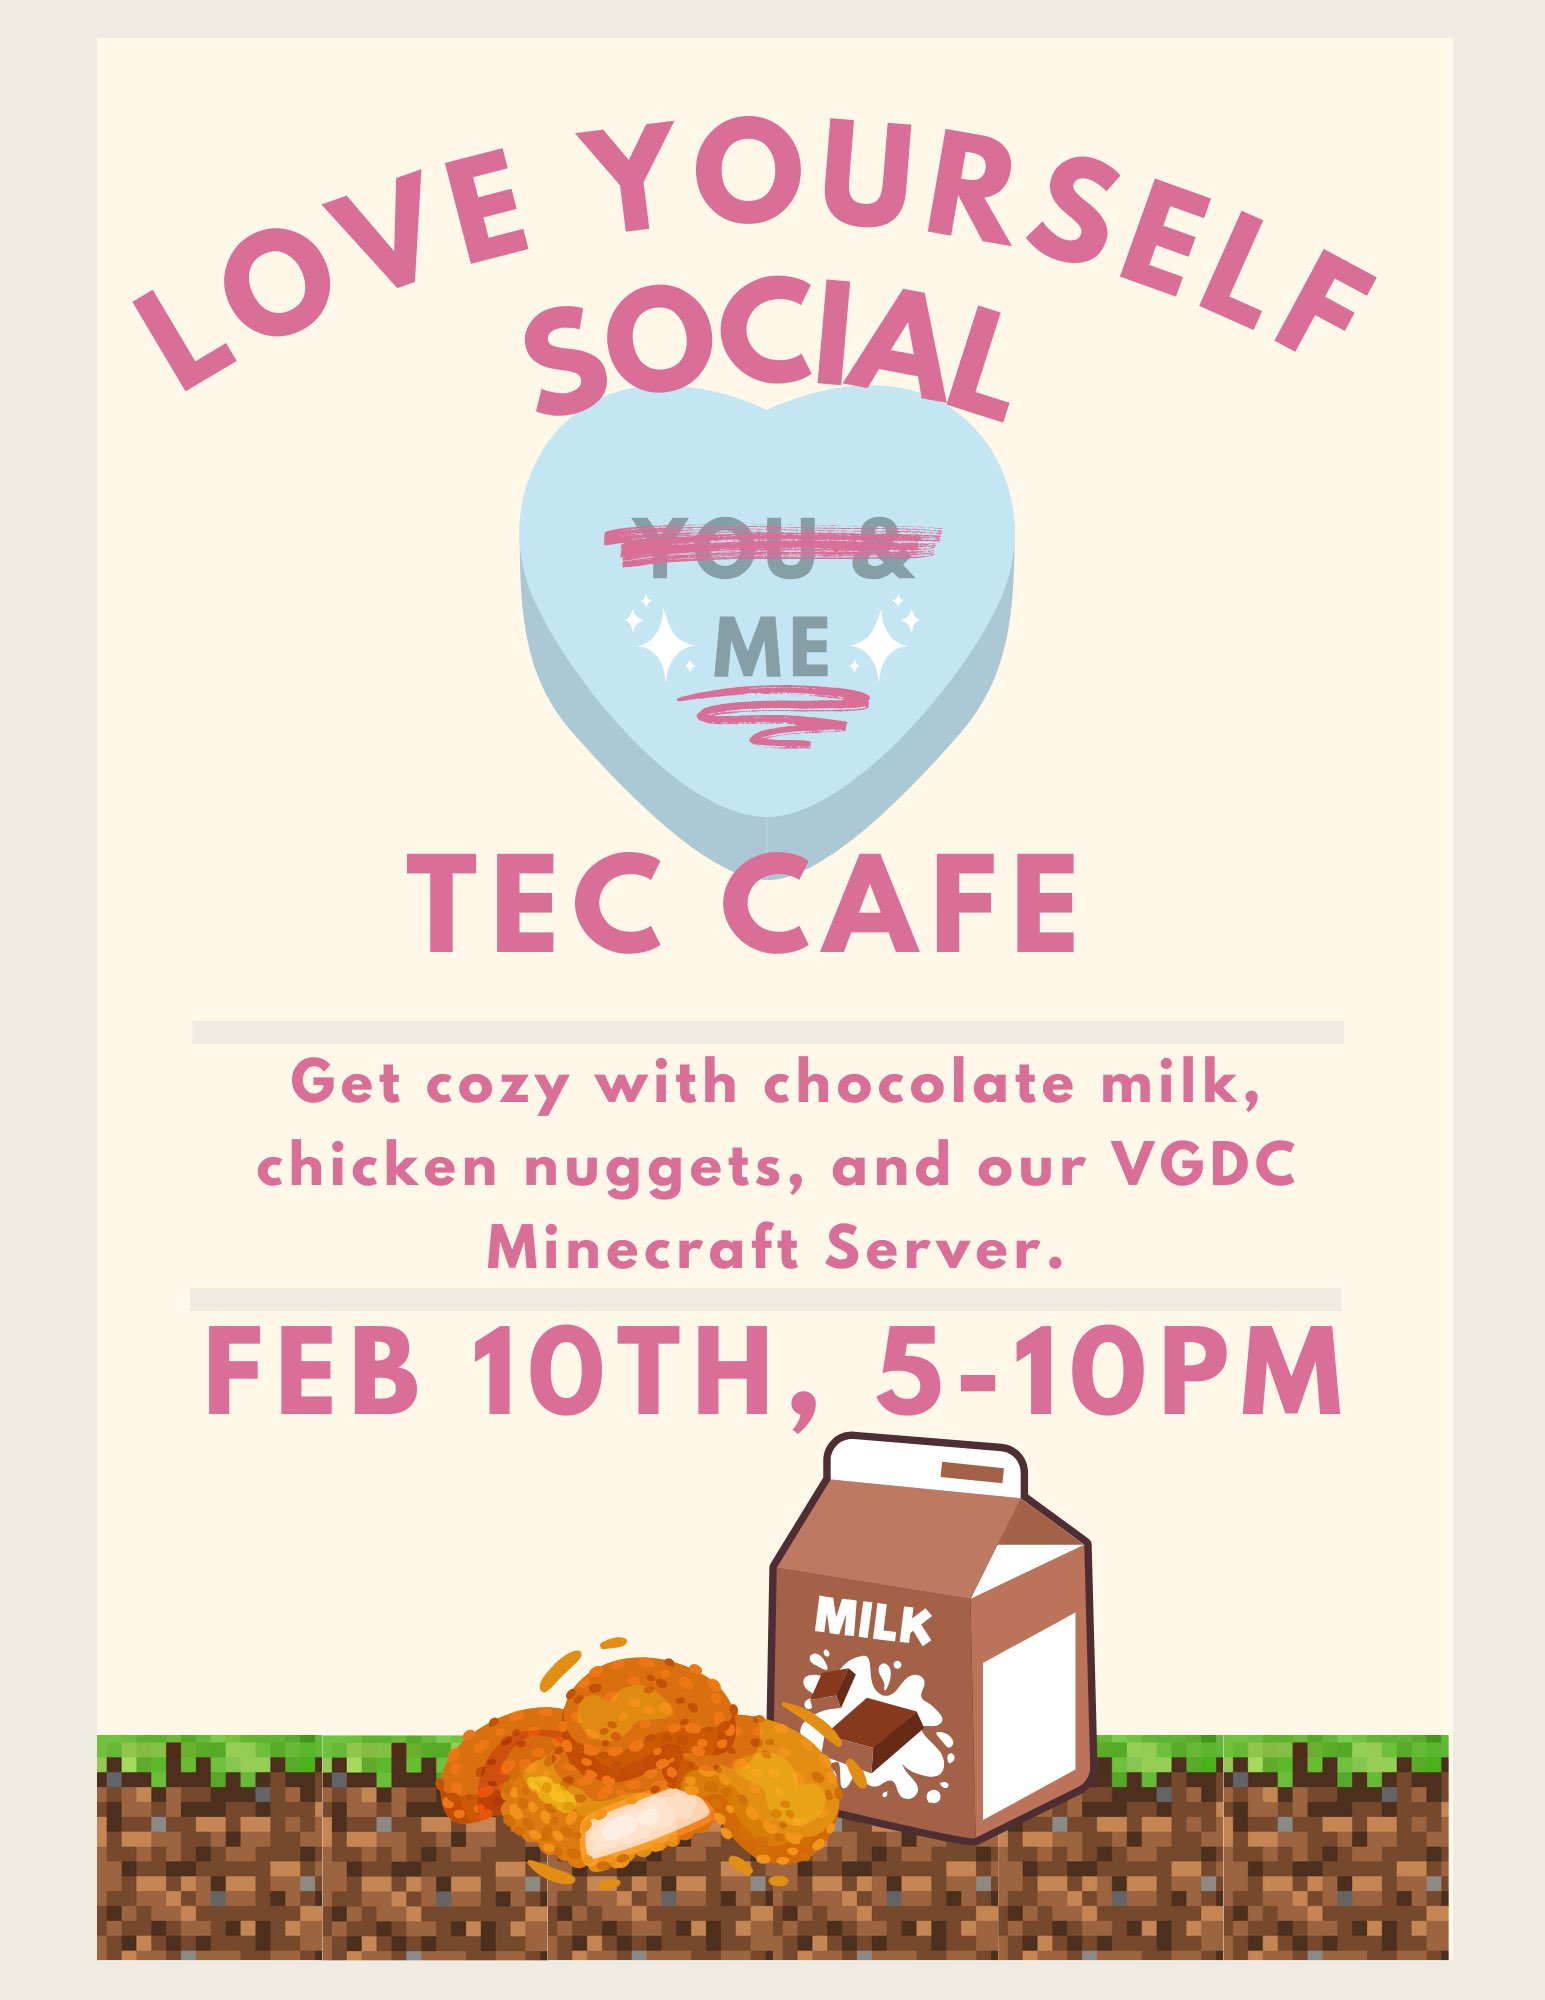 LOVE YOURSELF
SOCIAL
YOU &
ME
TEC CAFE
Get cozy with chocolate milk,
chicken nuggets, and our VGDC
Minecraft Server.
FEB 10TH, 5-10PM
MILK